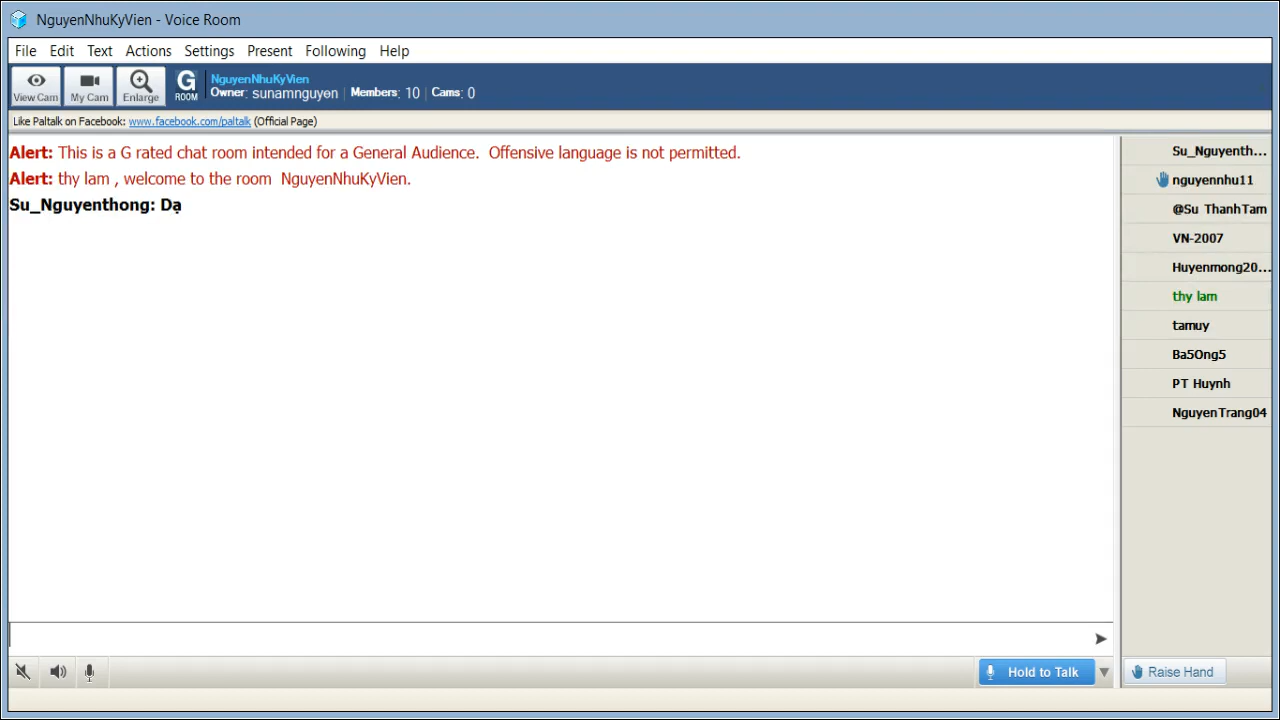 NguyenNhuKyVien - Voice Room
File Edit Text Actions Settings Present Following Help
View Cam My Cam Enlarge G ROOM
NguyenNhuKyVien
Owner: sunamnguyen Members: 10 Cams: 0
Like Paltalk on Facebook: www.facebook.com/paltalk (Official Page)
Alert: This is a G rated chat room intended for a General Audience. Offensive language is not permitted.
Alert: thy lam , welcome to the room NguyenNhuKyVien.
Su_Nguyenthong: Dạ
Su_Nguyenth...
nguyennhu11
@Su ThanhTam
VN-2007
Huyenmong20...
thy lam
tamuy
Ba5Ong5
PT Huynh
NguyenTrang04
Hold to Talk
Raise Hand